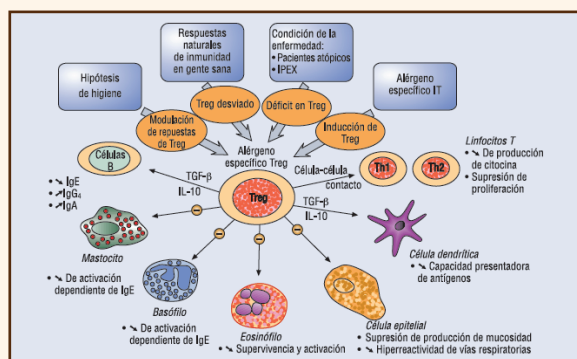 Hipótesis
de higiene
Respuestas
naturales
de inmunidad
en gente sana
Condición de la
enfermedad:
• Pacientes atópicos
• IPEX
Alérgeno
específico IT
Modulación
de repuestas
de Treg
Treg desviado
Déficit en Treg
Inducción de
Treg
Alérgeno
específico Treg
Células
B
• ↘ IgE
• ↗IgG4
• ↗IgA
TGF-β
IL-10
Treg
Célula-célula
contacto
TGF-β
IL-10
Th1
Th2
Linfocitos T
• ↘ De producción
de citocina
• Supresión de
proliferación
Mastocito
• ↘ De activación
dependiente de IgE
Basófilo
• ↘ De activación
dependiente de IgE
Eosinófilo
• ↘ Supervivencia y activación
Célula epitelial
• Supresión de producción de mucosidad
• ↘ Hiperreactividad de vías respiratorias
Célula dendrítica
• ↘ Capacidad presentadora
de antígenos